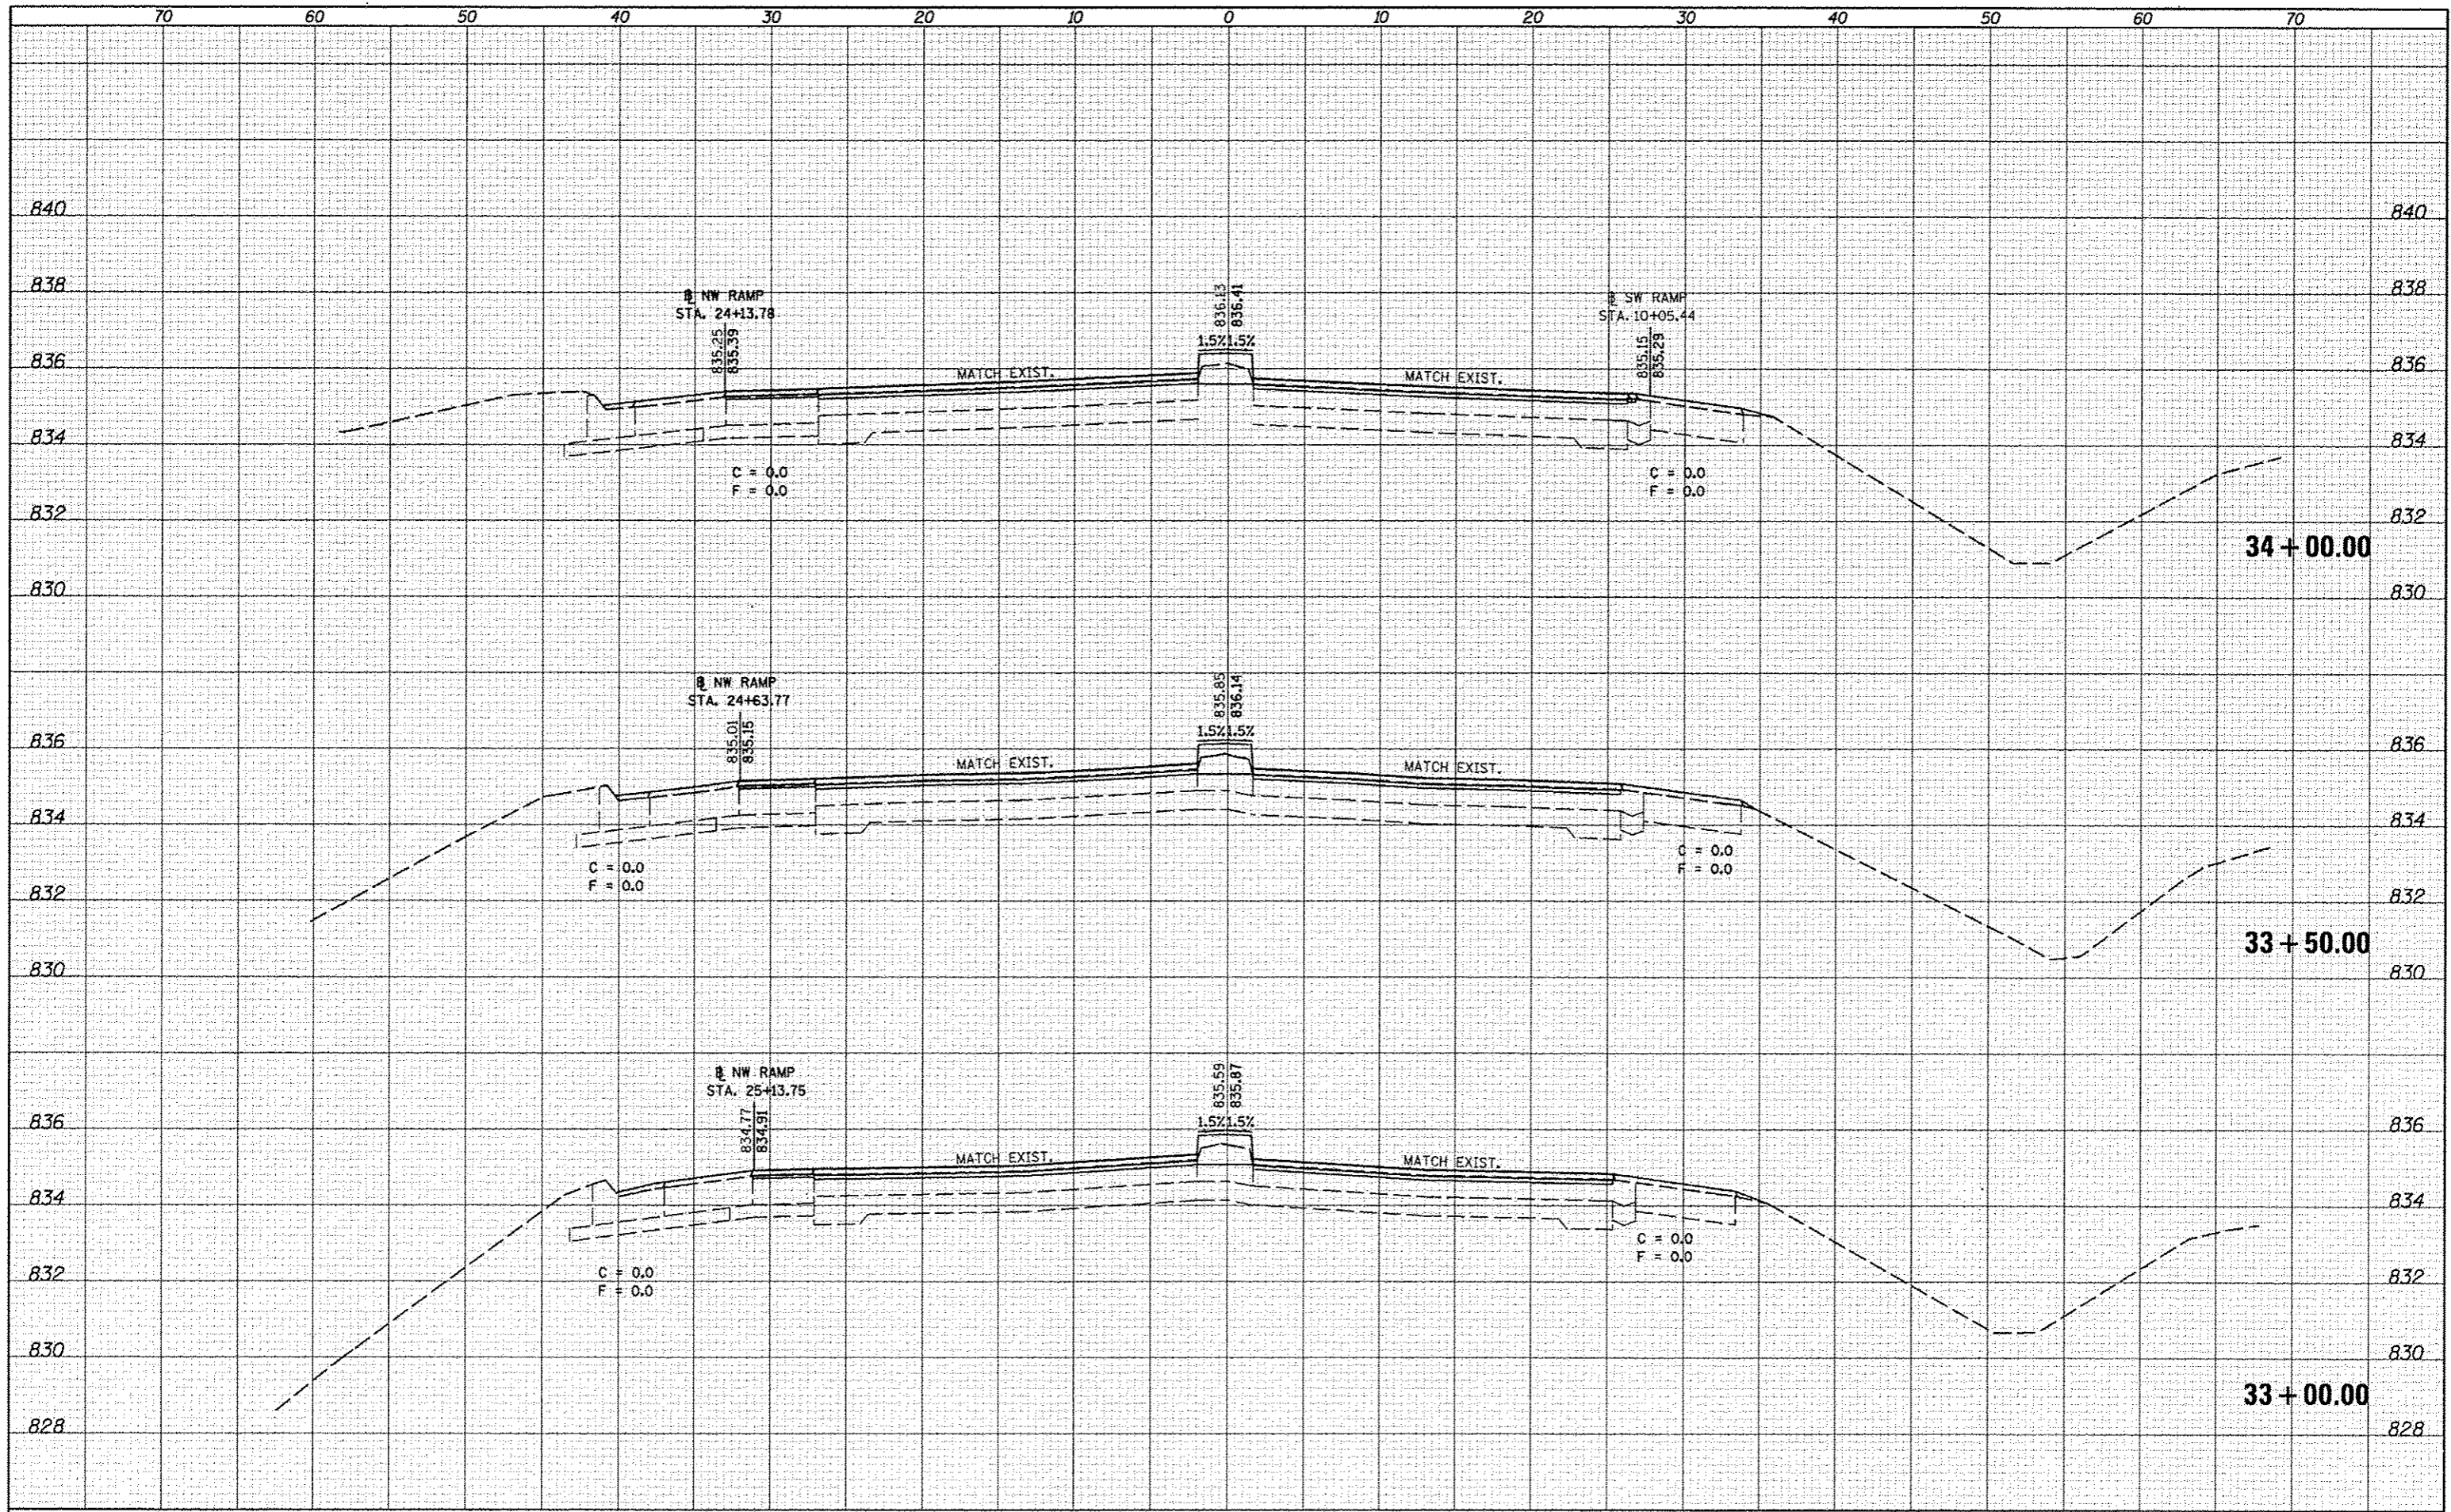 70 60 50 40 30 20 10 0 10 20 30 40 50 60 70
840 840
838 838
℄ NW RAMP
STA. 24+13.78
835.25
835.39
836.13
836.41
1.5% 1.5%
℄ SW RAMP
STA. 10+05.44
835.15
835.29
836 836
MATCH EXIST. MATCH EXIST.
834 834
C = 0.0
F = 0.0
C = 0.0
F = 0.0
832 832
34 + 00.00
830 830
℄ NW RAMP
STA. 24+63.77
835.01
835.15
835.85
836.14
1.5% 1.5%
836 836
MATCH EXIST. MATCH EXIST.
834 834
C = 0.0
F = 0.0
C = 0.0
F = 0.0
832 832
33 + 50.00
830 830
℄ NW RAMP
STA. 25+13.75
834.77
834.91
835.59
835.87
1.5% 1.5%
836 836
MATCH EXIST. MATCH EXIST.
834 834
C = 0.0
F = 0.0
C = 0.0
F = 0.0
832 832
830 830
33 + 00.00
828 828